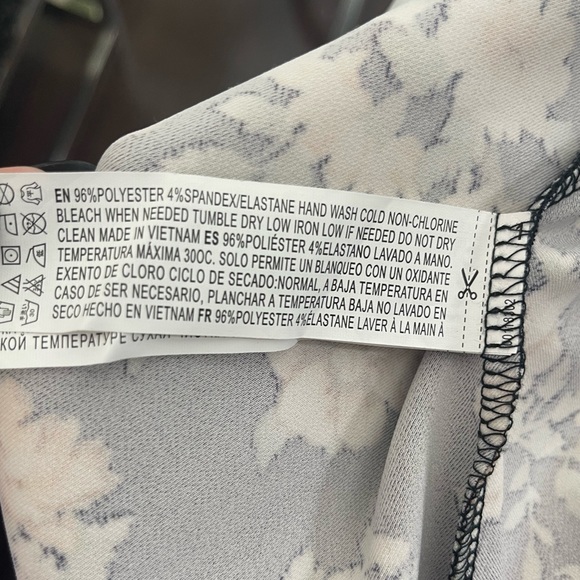 EN 96%POLYESTER 4%SPANDEX/ELASTANE HAND WASH COLD NON-CHLORINE
BLEACH WHEN NEEDED TUMBLE DRY LOW IRON LOW IF NEEDED DO NOT DRY
CLEAN MADE IN VIETNAM ES 96%POLIÉSTER 4%ELASTANO LAVADO A MANO,
TEMPERATURA MÁXIMA 30OC. SOLO PERMITE UN BLANQUEO CON UN OXIDANTE
EXENTO DE CLORO CICLO DE SECADO:NORMAL, A BAJA TEMPERATURA EN
CASO DE SER NECESARIO, PLANCHAR A TEMPERATURA BAJA NO LAVADO EN
SECO HECHO EN VIETNAM FR 96%POLYESTER 4%ÉLASTANE LAVER À LA MAIN À
КОЙ ТЕМПЕРАТУРЕ